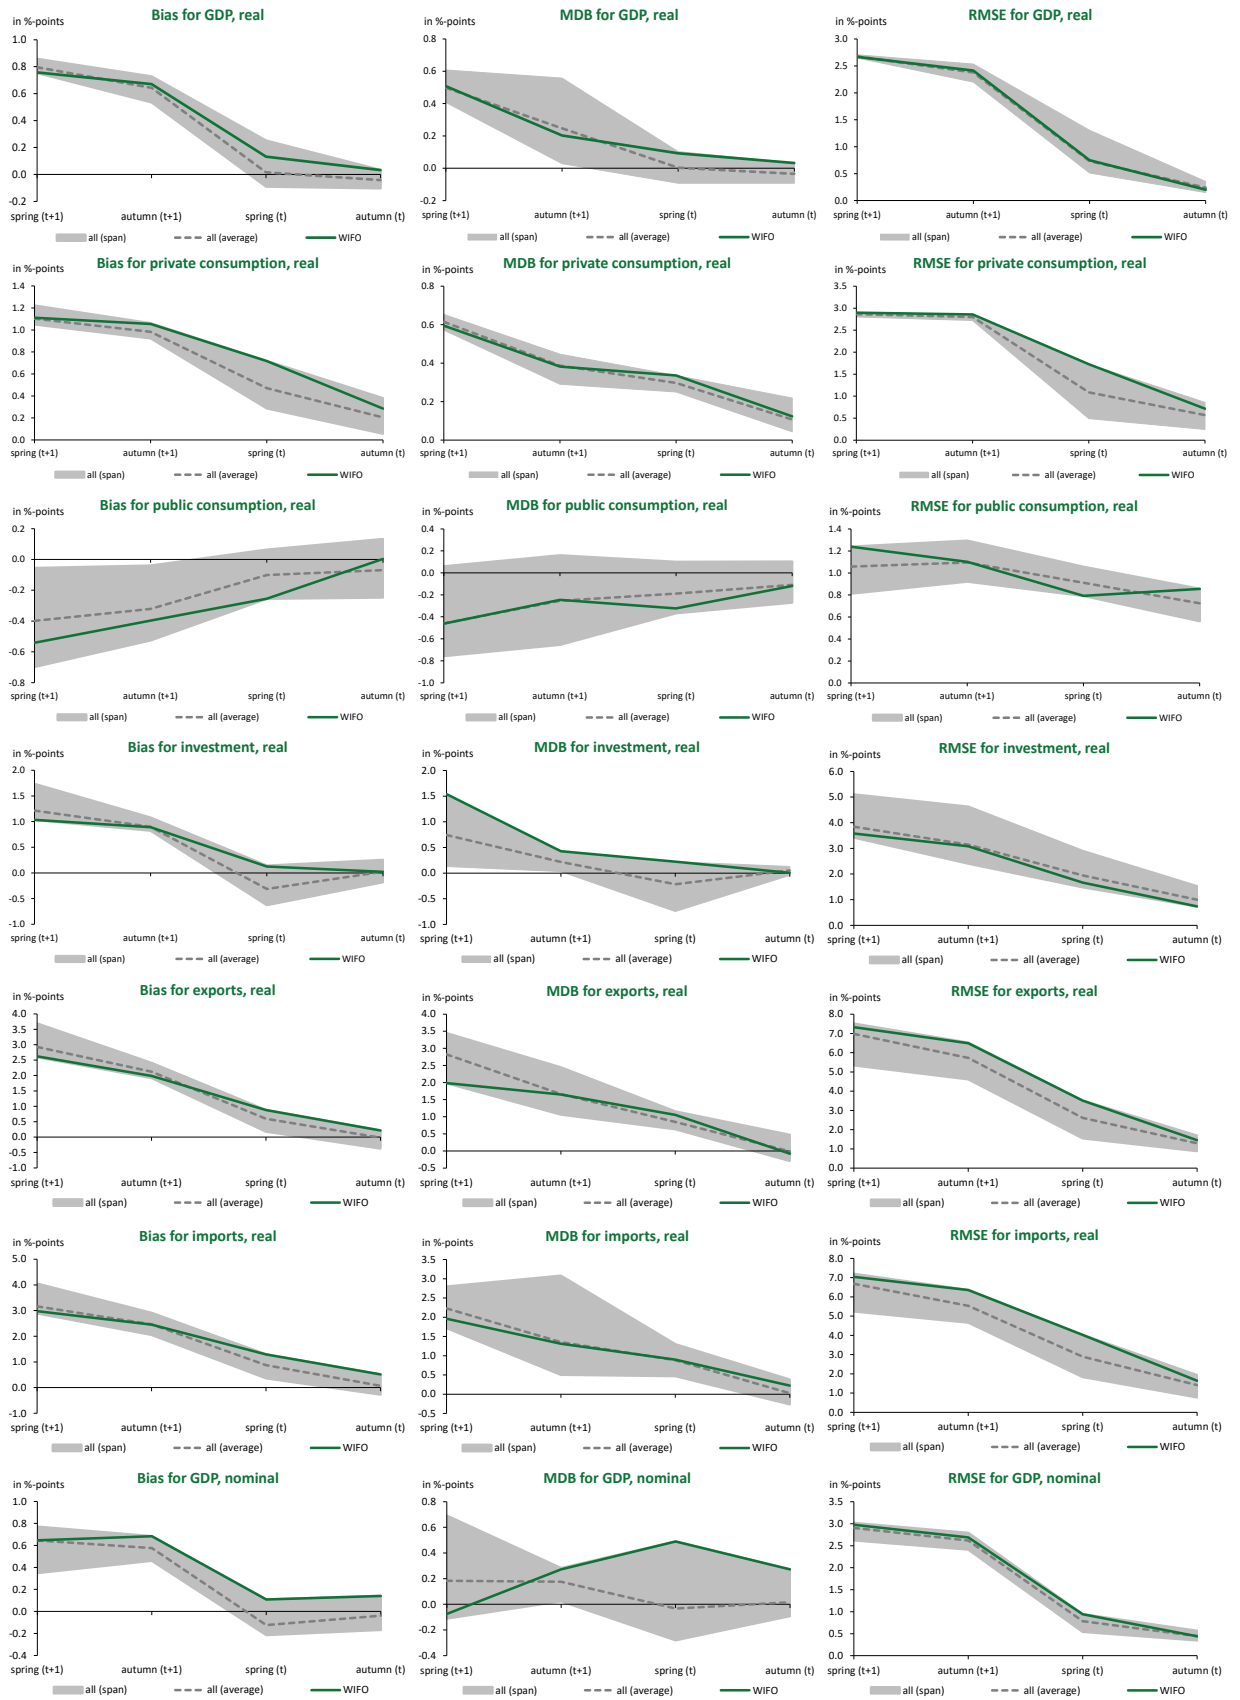 Bias for GDP, real
in %-points
1.0
0.8
0.6
0.4
0.2
0.0
-0.2
spring (t+1) autumn (t+1) spring (t) autumn (t)
all (span) all (average) WIFO
MDB for GDP, real
in %-points
0.8
0.6
0.4
0.2
0.0
-0.2
spring (t+1) autumn (t+1) spring (t) autumn (t)
all (span) all (average) WIFO
RMSE for GDP, real
in %-points
3.0
2.5
2.0
1.5
1.0
0.5
0.0
spring (t+1) autumn (t+1) spring (t) autumn (t)
all (span) all (average) WIFO
Bias for private consumption, real
in %-points
1.4
1.2
1.0
0.8
0.6
0.4
0.2
0.0
spring (t+1) autumn (t+1) spring (t) autumn (t)
all (span) all (average) WIFO
MDB for private consumption, real
in %-points
0.8
0.6
0.4
0.2
0.0
spring (t+1) autumn (t+1) spring (t) autumn (t)
all (span) all (average) WIFO
RMSE for private consumption, real
in %-points
3.5
3.0
2.5
2.0
1.5
1.0
0.5
0.0
spring (t+1) autumn (t+1) spring (t) autumn (t)
all (span) all (average) WIFO
Bias for public consumption, real
in %-points
0.2
0.0
-0.2
-0.4
-0.6
-0.8
spring (t+1) autumn (t+1) spring (t) autumn (t)
all (span) all (average) WIFO
MDB for public consumption, real
in %-points
0.4
0.2
0.0
-0.2
-0.4
-0.6
-0.8
-1.0
spring (t+1) autumn (t+1) spring (t) autumn (t)
all (span) all (average) WIFO
RMSE for public consumption, real
in %-points
1.4
1.2
1.0
0.8
0.6
0.4
0.2
0.0
spring (t+1) autumn (t+1) spring (t) autumn (t)
all (span) all (average) WIFO
Bias for investment, real
in %-points
2.0
1.5
1.0
0.5
0.0
-0.5
-1.0
spring (t+1) autumn (t+1) spring (t) autumn (t)
all (span) all (average) WIFO
MDB for investment, real
in %-points
2.0
1.5
1.0
0.5
0.0
-0.5
-1.0
spring (t+1) autumn (t+1) spring (t) autumn (t)
all (span) all (average) WIFO
RMSE for investment, real
in %-points
6.0
5.0
4.0
3.0
2.0
1.0
0.0
spring (t+1) autumn (t+1) spring (t) autumn (t)
all (span) all (average) WIFO
Bias for exports, real
in %-points
4.0
3.5
3.0
2.5
2.0
1.5
1.0
0.5
0.0
-0.5
-1.0
spring (t+1) autumn (t+1) spring (t) autumn (t)
all (span) all (average) WIFO
MDB for exports, real
in %-points
4.0
3.5
3.0
2.5
2.0
1.5
1.0
0.5
0.0
-0.5
spring (t+1) autumn (t+1) spring (t) autumn (t)
all (span) all (average) WIFO
RMSE for exports, real
in %-points
8.0
7.0
6.0
5.0
4.0
3.0
2.0
1.0
0.0
spring (t+1) autumn (t+1) spring (t) autumn (t)
all (span) all (average) WIFO
Bias for imports, real
in %-points
5.0
4.0
3.0
2.0
1.0
0.0
-1.0
spring (t+1) autumn (t+1) spring (t) autumn (t)
all (span) all (average) WIFO
MDB for imports, real
in %-points
3.5
3.0
2.5
2.0
1.5
1.0
0.5
0.0
-0.5
spring (t+1) autumn (t+1) spring (t) autumn (t)
all (span) all (average) WIFO
RMSE for imports, real
in %-points
8.0
7.0
6.0
5.0
4.0
3.0
2.0
1.0
0.0
spring (t+1) autumn (t+1) spring (t) autumn (t)
all (span) all (average) WIFO
Bias for GDP, nominal
in %-points
1.0
0.8
0.6
0.4
0.2
0.0
-0.2
-0.4
spring (t+1) autumn (t+1) spring (t) autumn (t)
all (span) all (average) WIFO
MDB for GDP, nominal
in %-points
0.8
0.6
0.4
0.2
0.0
-0.2
-0.4
spring (t+1) autumn (t+1) spring (t) autumn (t)
all (span) all (average) WIFO
RMSE for GDP, nominal
in %-points
3.5
3.0
2.5
2.0
1.5
1.0
0.5
0.0
spring (t+1) autumn (t+1) spring (t) autumn (t)
all (span) all (average) WIFO